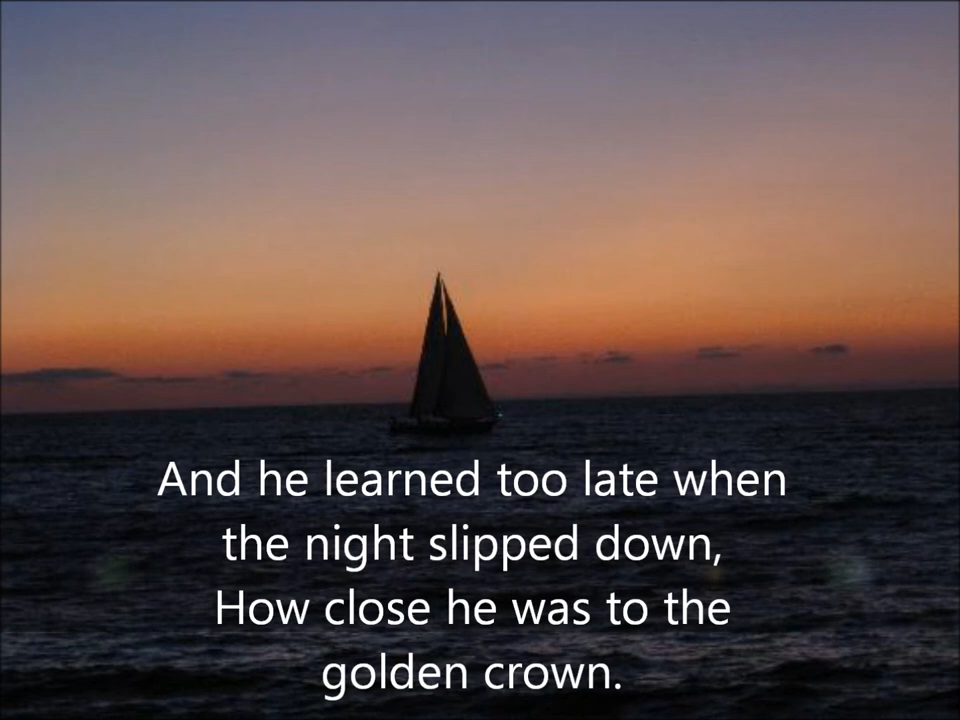 And he learned too late when
the night slipped down,
How close he was to the
golden crown.